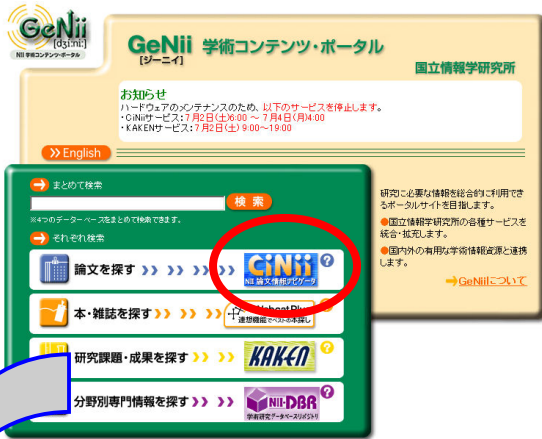 GeNii
[dʒíːniː]
NII 学術コンテンツ・ポータル
GeNii 学術コンテンツ・ポータル
[ジーニイ]
国立情報学研究所
お知らせ
ハードウェアのメンテナンスのため、以下のサービスを停止します。
・CiNiiサービス:7月2日(土)6:00 ～ 7月4日(月)4:00
・KAKENサービス:7月2日(土) 9:00～19:00
English
まとめて検索
検索
※4つのデータベースをまとめて検索できます。
それぞれ検索
論文を探す
CiNii
NII 論文情報ナビゲータ
本・雑誌を探す
Webcat Plus
連想機能でベストの本探し
研究課題・成果を探す
KAKEN
分野別専門情報を探す
NII-DBR
学術研究データベースリポジトリ
研究に必要な情報を総合的に利用でき
るポータルサイトを目指します。
●国立情報学研究所の各種サービスを
統合・拡充します。
●国内外の有用な学術情報資源と連携
します。
GeNiiについて